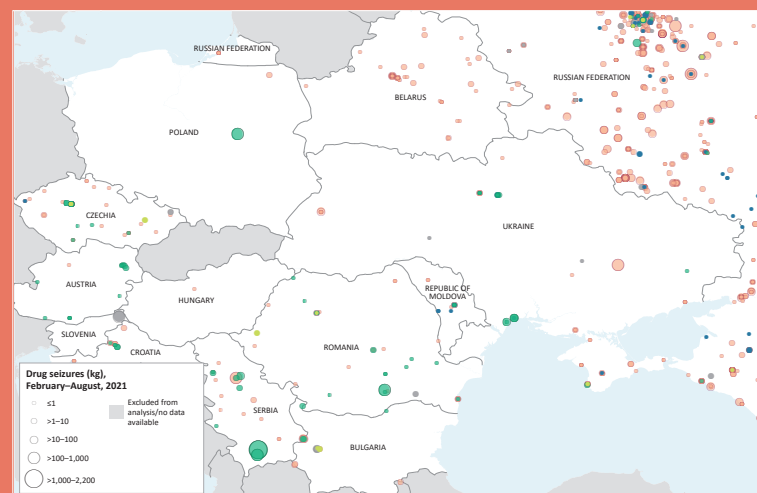 RUSSIAN FEDERATION
RUSSIAN FEDERATION
BELARUS
POLAND
CZECHIA
UKRAINE
AUSTRIA
REPUBLIC OF
MOLDOVA
HUNGARY
SLOVENIA
ROMANIA
CROATIA
SERBIA
BULGARIA
Drug seizures (kg),
February–August, 2021
≤1
>1–10
>10–100
>100–1,000
>1,000–2,200
Excluded from
analysis/no data
available